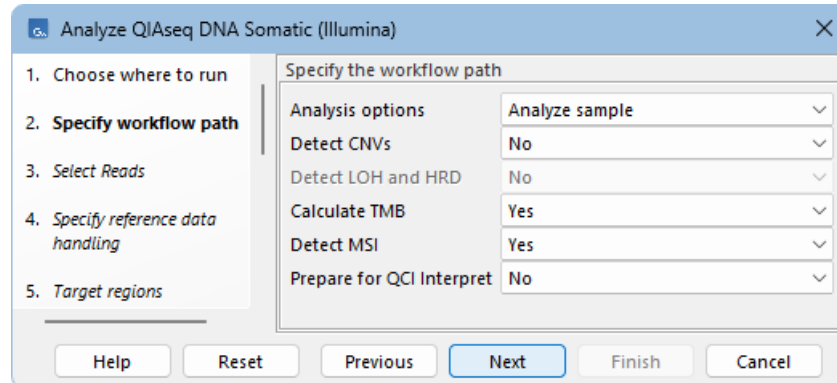 Analyze QIAseq DNA Somatic (Illumina)
1. Choose where to run
2. Specify workflow path
3. Select Reads
4. Specify reference data
handling
5. Target regions
Specify the workflow path
Analysis options Analyze sample
Detect CNVs No
Detect LOH and HRD No
Calculate TMB Yes
Detect MSI Yes
Prepare for QCI Interpret No
Help Reset Previous Next Finish Cancel